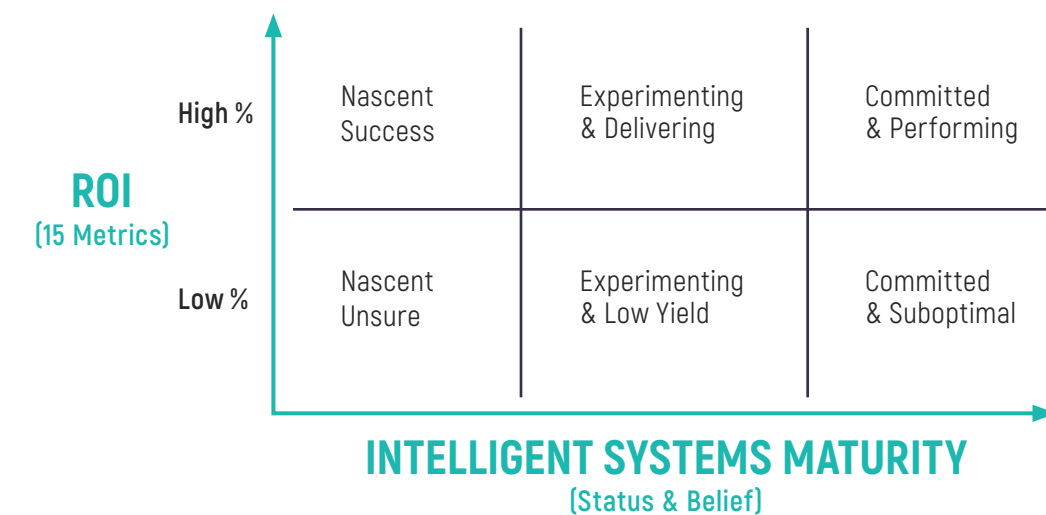 High %
Nascent
Success
Experimenting
& Delivering
Committed
& Performing
ROI
(15 Metrics)
Low %
Nascent
Unsure
Experimenting
& Low Yield
Committed
& Suboptimal
INTELLIGENT SYSTEMS MATURITY
(Status & Belief)